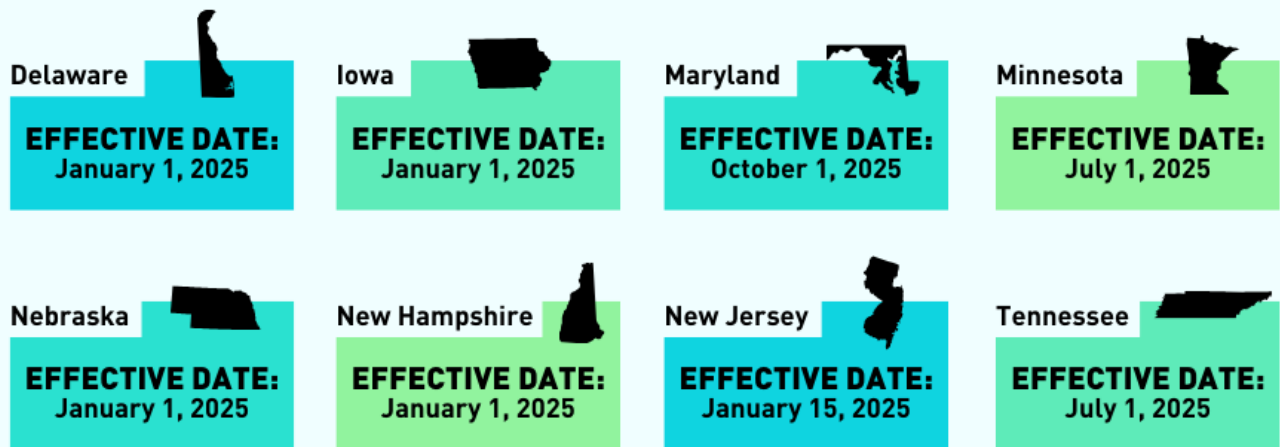 Delaware
EFFECTIVE DATE:
January 1, 2025
Iowa
EFFECTIVE DATE:
January 1, 2025
Maryland
EFFECTIVE DATE:
October 1, 2025
Minnesota
EFFECTIVE DATE:
July 1, 2025
Nebraska
EFFECTIVE DATE:
January 1, 2025
New Hampshire
EFFECTIVE DATE:
January 1, 2025
New Jersey
EFFECTIVE DATE:
January 15, 2025
Tennessee
EFFECTIVE DATE:
July 1, 2025